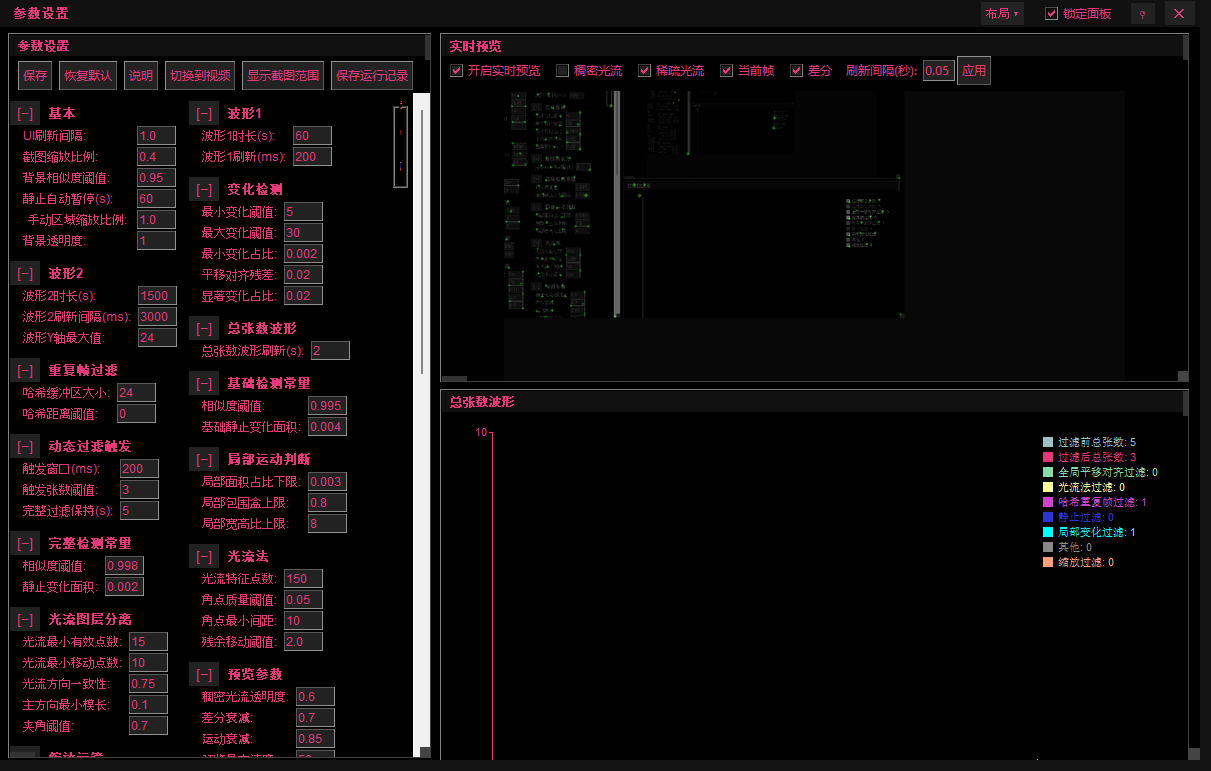 参数设置
布局▾
锁定面板
参数设置
保存 恢复默认 说明 切换到视频 显示截图范围 保存运行记录
[−] 基本
UI刷新间隔: 1.0
截图缩放比例: 0.4
背景相似度阈值: 0.95
静止自动暂停(s): 60
手动区域缩放比例: 1.0
背景透明度: 1
[−] 波形2
波形2时长(s): 1500
波形2刷新间隔(ms): 3000
波形Y轴最大值: 24
[−] 重复帧过滤
哈希缓冲区大小: 24
哈希距离阈值: 0
[−] 动态过滤触发
触发窗口(ms): 200
触发张数阈值: 3
完整过滤保持(s): 5
[−] 完整检测常量
相似度阈值: 0.998
静止变化面积: 0.002
[−] 光流图层分离
光流最小有效点数: 15
光流最小移动点数: 10
光流方向一致性: 0.75
主方向最小模长: 0.1
夹角阈值: 0.7
[−] 波形1
波形1时长(s): 60
波形1刷新(ms): 200
[−] 变化检测
最小变化阈值: 5
最大变化阈值: 30
最小变化占比: 0.002
平移对齐残差: 0.02
显著变化占比: 0.02
[−] 总张数波形
总张数波形刷新(s): 2
[−] 基础检测常量
相似度阈值: 0.995
基础静止变化面积: 0.004
[−] 局部运动判断
局部面积占比下限: 0.003
局部包围盒上限: 0.8
局部宽高比上限: 8
[−] 光流法
光流特征点数: 150
角点质量阈值: 0.05
角点最小间距: 10
残余移动阈值: 2.0
[−] 预览参数
稠密光流透明度: 0.6
差分衰减: 0.7
运动衰减: 0.85
实时预览
开启实时预览 稠密光流 稀疏光流 当前帧 差分 刷新间隔(秒): 0.05 应用
总张数波形
10
过滤前总张数: 5
过滤后总张数: 3
全局平移对齐过滤: 0
光流法过滤: 0
哈希重复帧过滤: 1
静止过滤: 0
局部变化过滤: 1
其他: 0
缩放过滤: 0